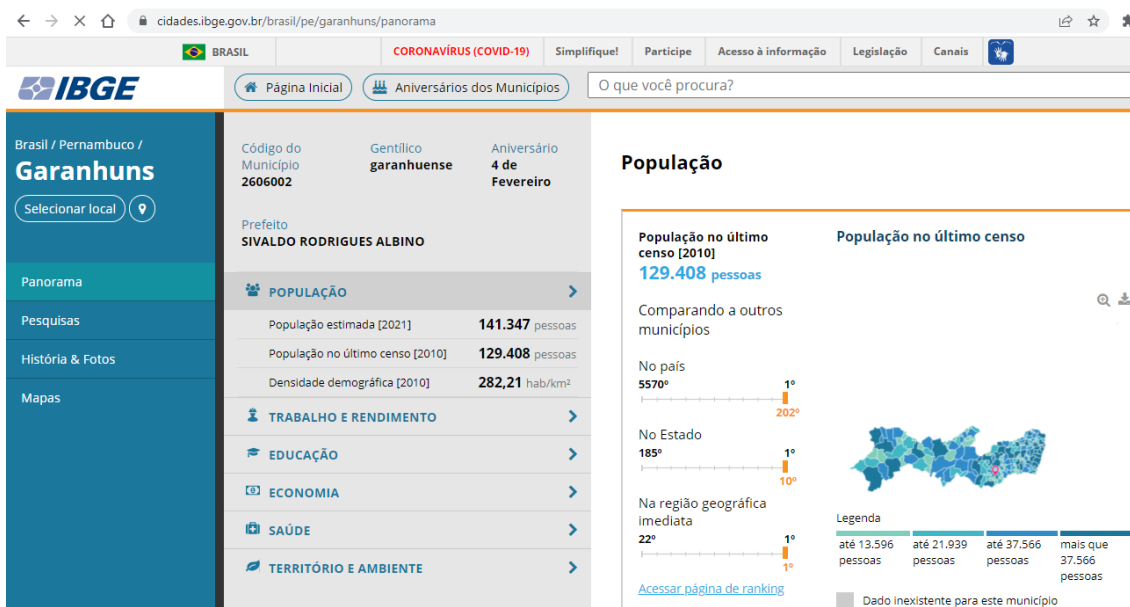 cidades.ibge.gov.br/brasil/pe/garanhuns/panorama
BRASIL
CORONAVÍRUS (COVID-19)
Simplifique!
Participe
Acesso à informação
Legislação
Canais
IBGE
Página Inicial
Aniversários dos Municípios
O que você procura?
Brasil / Pernambuco /
Garanhuns
Selecionar local
Panorama
Pesquisas
História & Fotos
Mapas
Código do
Município
2606002
Gentílico
garanhuense
Aniversário
4 de
Fevereiro
Prefeito
SIVALDO RODRIGUES ALBINO
POPULAÇÃO
População estimada [2021] 141.347 pessoas
População no último censo [2010] 129.408 pessoas
Densidade demográfica [2010] 282,21 hab/km²
TRABALHO E RENDIMENTO
EDUCAÇÃO
ECONOMIA
SAÚDE
TERRITÓRIO E AMBIENTE
População
População no último
censo [2010]
129.408 pessoas
Comparando a outros
municípios
No país
5570º 1º
202º
No Estado
185º 1º
10º
Na região geográfica
imediata
22º 1º
1º
Acessar página de ranking
População no último censo
Legenda
até 13.596
pessoas
até 21.939
pessoas
até 37.566
pessoas
mais que
37.566
pessoas
Dado inexistente para este município